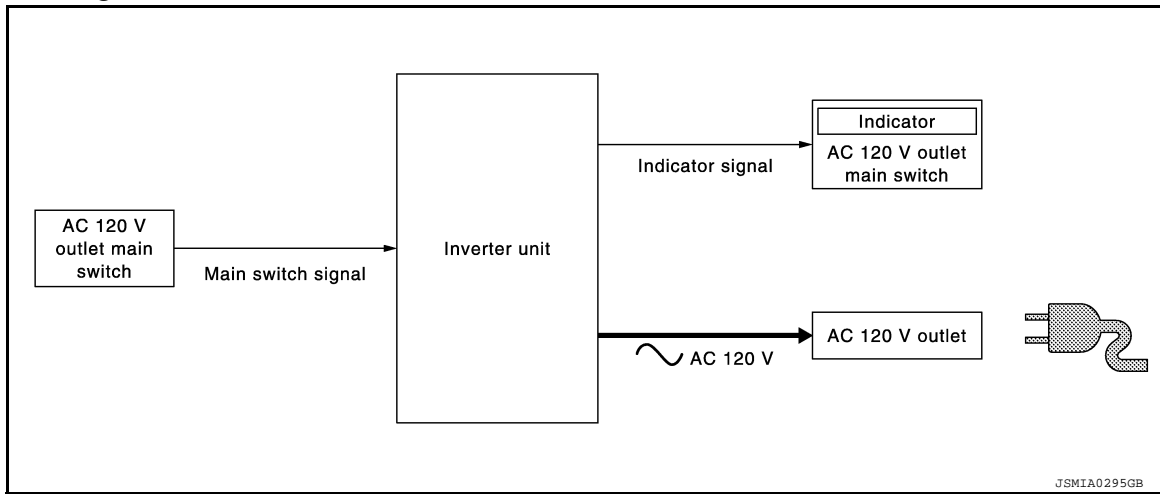 AC 120 V
outlet main
switch
Main switch signal
Inverter unit
Indicator signal
Indicator
AC 120 V outlet
main switch
AC 120 V
AC 120 V outlet
JSMIA0295GB